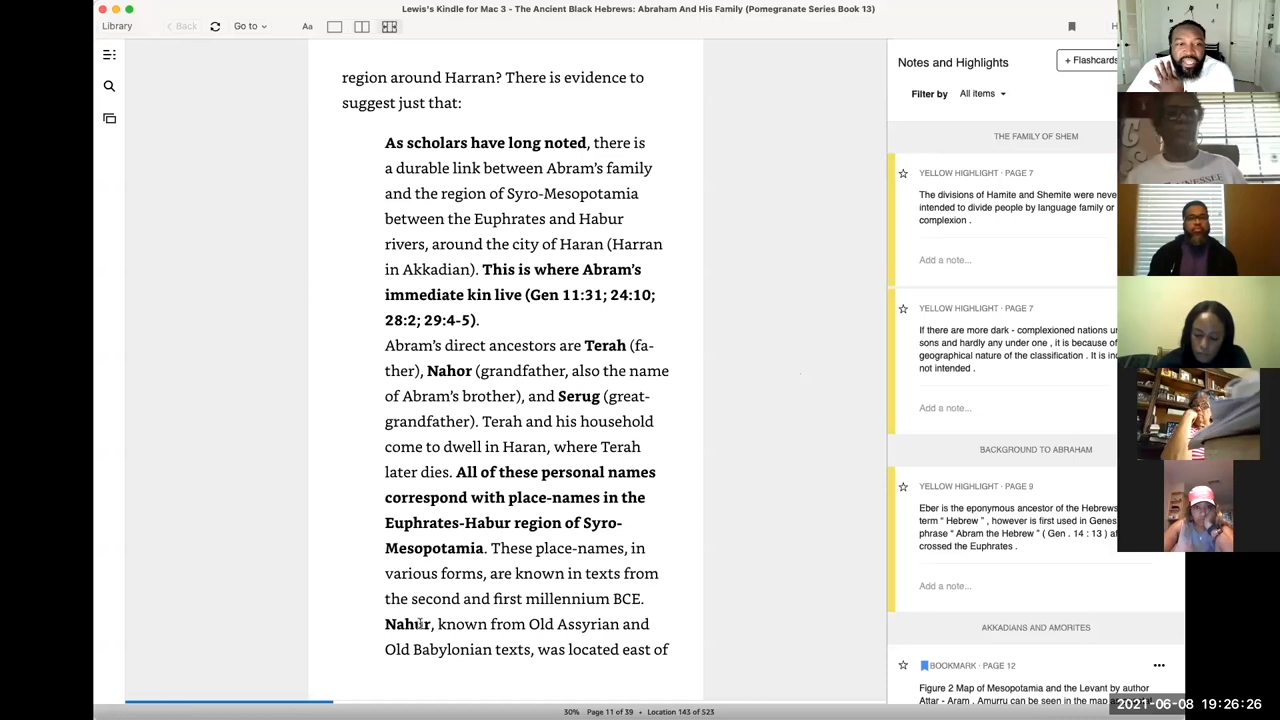 Lewis's Kindle for Mac 3 - The Ancient Black Hebrews: Abraham And His Family (Pomegranate Series Book 13)
Library
Back
Go to
Aa
region around Harran? There is evidence to
suggest just that:
As scholars have long noted, there is
a durable link between Abram's family
and the region of Syro-Mesopotamia
between the Euphrates and Habur
rivers, around the city of Haran (Harran
in Akkadian). This is where Abram's
immediate kin live (Gen 11:31; 24:10;
28:2; 29:4-5).
Abram's direct ancestors are Terah (fa-
ther), Nahor (grandfather, also the name
of Abram's brother), and Serug (great-
grandfather). Terah and his household
come to dwell in Haran, where Terah
later dies. All of these personal names
correspond with place-names in the
Euphrates-Habur region of Syro-
Mesopotamia. These place-names, in
various forms, are known in texts from
the second and first millennium BCE.
Nahur, known from Old Assyrian and
Old Babylonian texts, was located east of
30% Page 11 of 39 • Location 143 of 523
Notes and Highlights
+ Flashcards
Filter by All items
THE FAMILY OF SHEM
YELLOW HIGHLIGHT · PAGE 7
The divisions of Hamite and Shemite were neve
intended to divide people by language family or
complexion .
Add a note...
YELLOW HIGHLIGHT · PAGE 7
If there are more dark - complexioned nations un
sons and hardly any under one , it is because of
geographical nature of the classification . It is inc
not intended .
Add a note...
BACKGROUND TO ABRAHAM
YELLOW HIGHLIGHT · PAGE 9
Eber is the eponymous ancestor of the Hebrews
term " Hebrew " , however is first used in Genes
phrase " Abram the Hebrew " ( Gen . 14 : 13 ) af
crossed the Euphrates .
Add a note...
AKKADIANS AND AMORITES
BOOKMARK · PAGE 12
Figure 2 Map of Mesopotamia and the Levant by author
Attar - Aram . Amurru can be seen in the map
2021-06-08 19:26:26